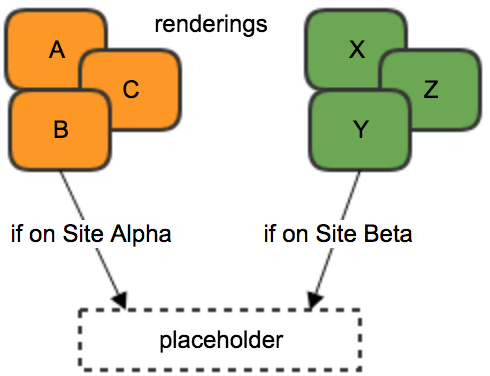 renderings
A
X
C
Z
B
Y
if on Site Alpha
if on Site Beta
placeholder